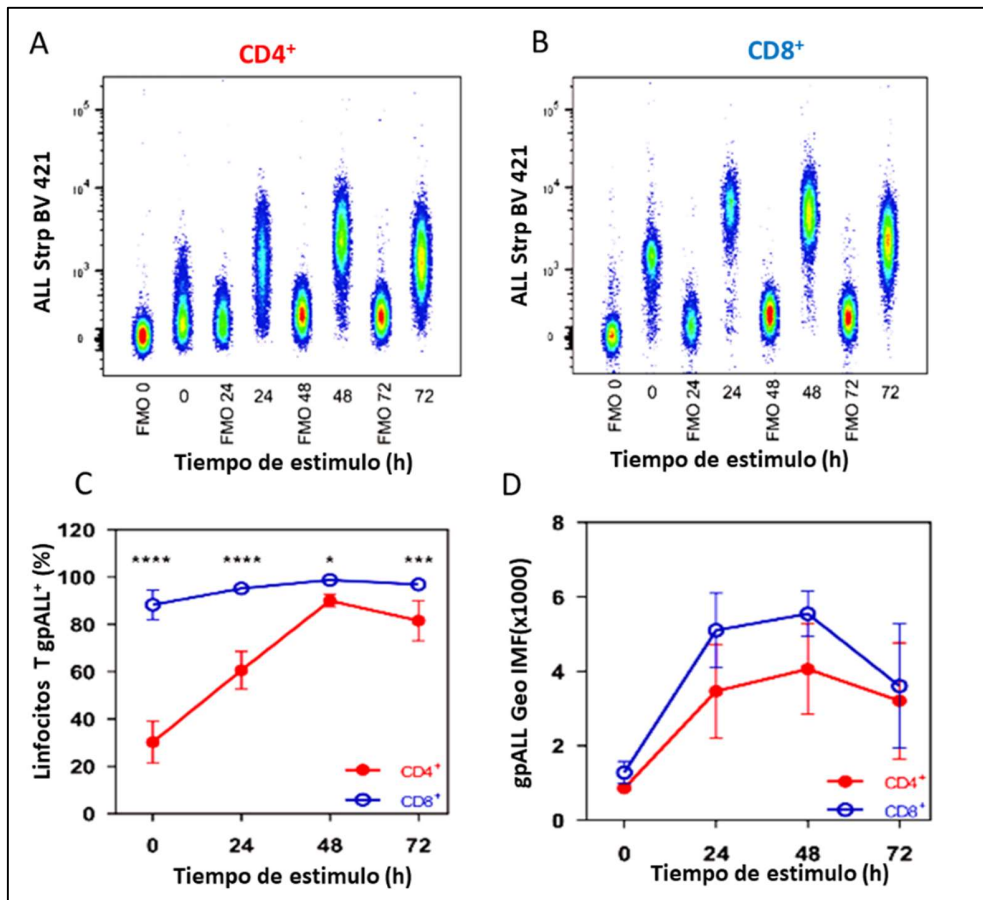 A
CD4⁺
ALL Strp BV 421
10⁵
10⁴
10³
0
FMO 0
0
FMO 24
24
FMO 48
48
FMO 72
72
Tiempo de estimulo (h)
B
CD8⁺
ALL Strp BV 421
10⁵
10⁴
10³
0
FMO 0
0
FMO 24
24
FMO 48
48
FMO 72
72
Tiempo de estimulo (h)
C
Linfocitos T gpALL⁺ (%)
120
100
80
60
40
20
0
**** **** * ***
CD4⁺
CD8⁺
0 24 48 72
Tiempo de estimulo (h)
D
gpALL Geo IMF(x1000)
8
6
4
2
0
CD4⁺
CD8⁺
0 24 48 72
Tiempo de estimulo (h)